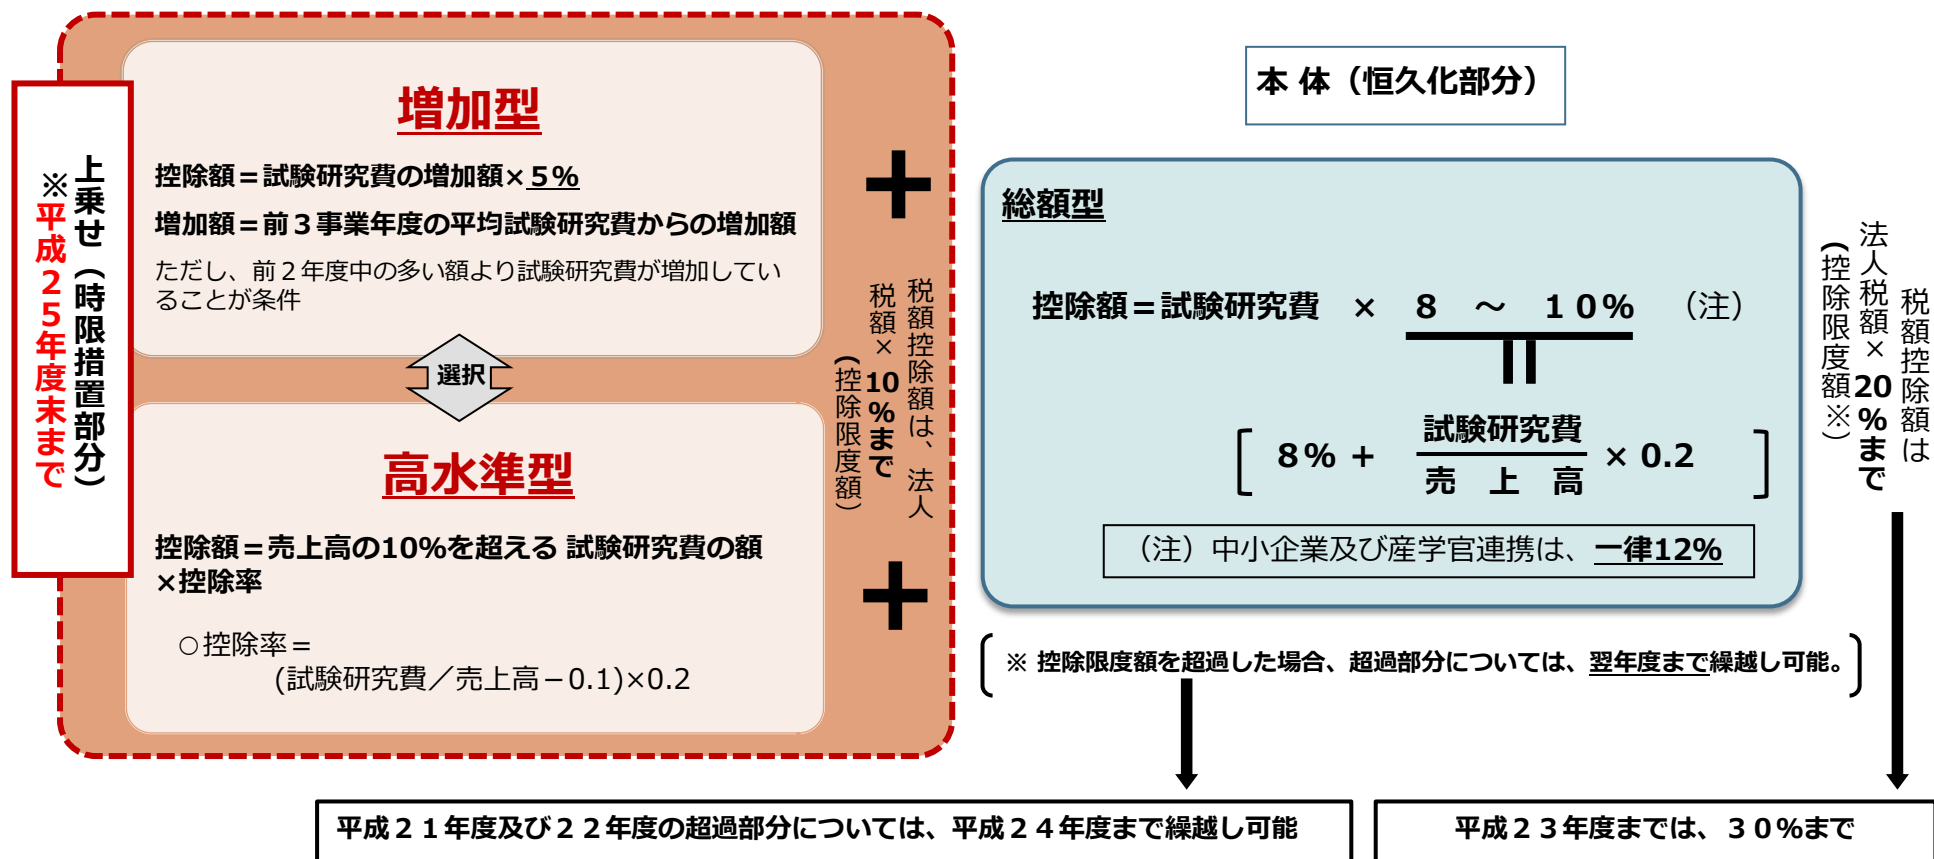 上乗せ（時限措置部分）
※平成２５年度末まで
増加型
控除額＝試験研究費の増加額×５％
増加額＝前３事業年度の平均試験研究費からの増加額
ただし、前２年度中の多い額より試験研究費が増加してい
ることが条件
選択
高水準型
控除額＝売上高の10％を超える 試験研究費の額
×控除率
○控除率＝
(試験研究費／売上高－0.1)×0.2
＋
税額控除額は、法人
税額×10％まで
（控除限度額）
＋
本 体（恒久化部分）
総額型
控除額＝試験研究費 × ８ ～ １０％ （注）
８％＋ 試験研究費
売 上 高 × 0.2
（注）中小企業及び産学官連携は、一律12％
税額控除額は
法人税額×20％まで
（控除限度額※）
※ 控除限度額を超過した場合、超過部分については、翌年度まで繰越し可能。
平成２１年度及び２２年度の超過部分については、平成２４年度まで繰越し可能
平成２３年度までは、３０％まで